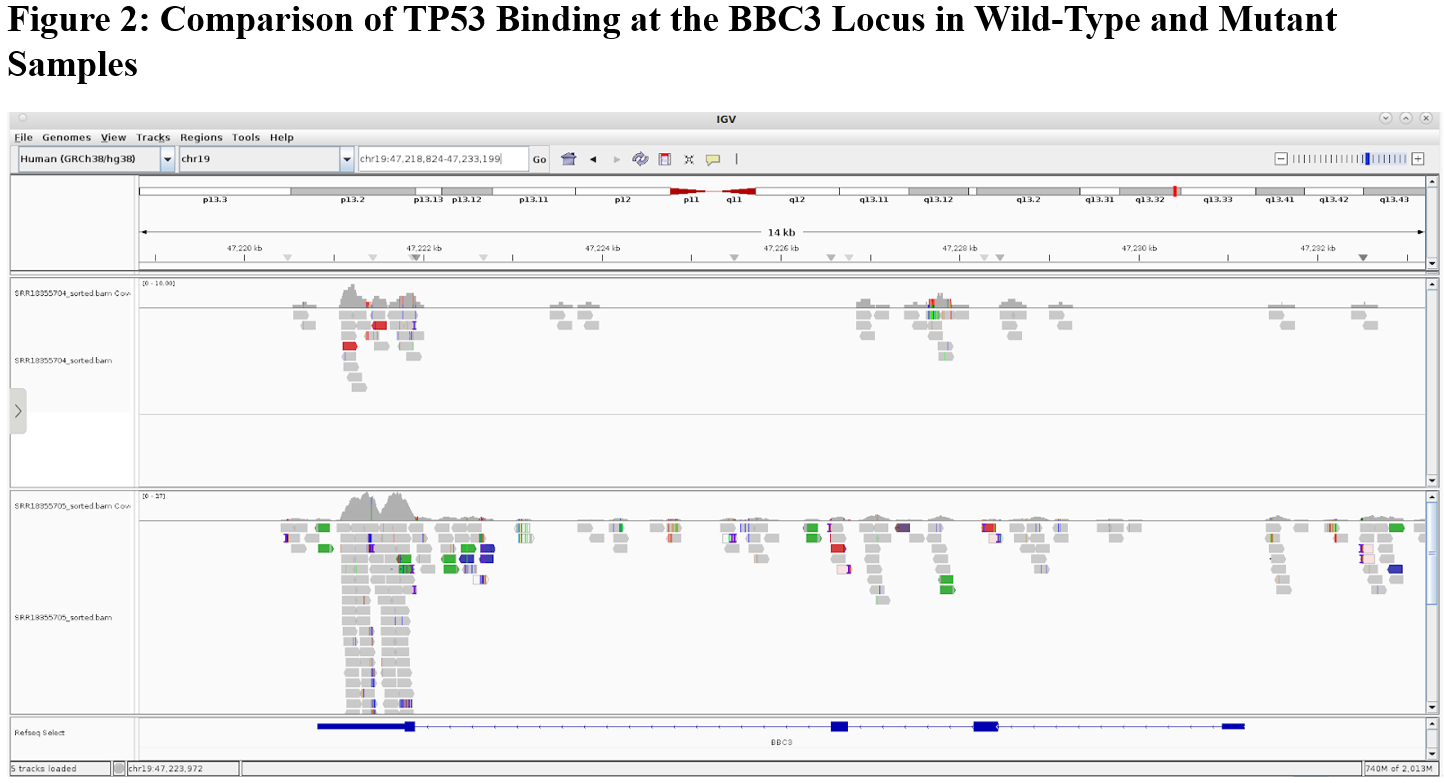 Figure 2: Comparison of TP53 Binding at the BBC3 Locus in Wild-Type and Mutant
Samples
IGV
File Genomes View Tracks Regions Tools Help
Human (GRCh38/hg38) chr19 chr19:47,218,824-47,233,199 Go
p13.3 p13.2 p13.13 p13.12 p13.11 p12 p11 q11 q12 q13.11 q13.12 q13.2 q13.31 q13.32 q13.33 q13.41 q13.42 q13.43
14 kb
47,220 kb 47,222 kb 47,224 kb 47,226 kb 47,228 kb 47,230 kb 47,232 kb
[0 - 10.00]
SRR18355704_sorted.bam Cov
SRR18355704_sorted.bam
[0 - 27]
SRR18355705_sorted.bam Cov
SRR18355705_sorted.bam
Refseq Select
BBC3
5 tracks loaded chr19:47,223,972 740M of 2,013M